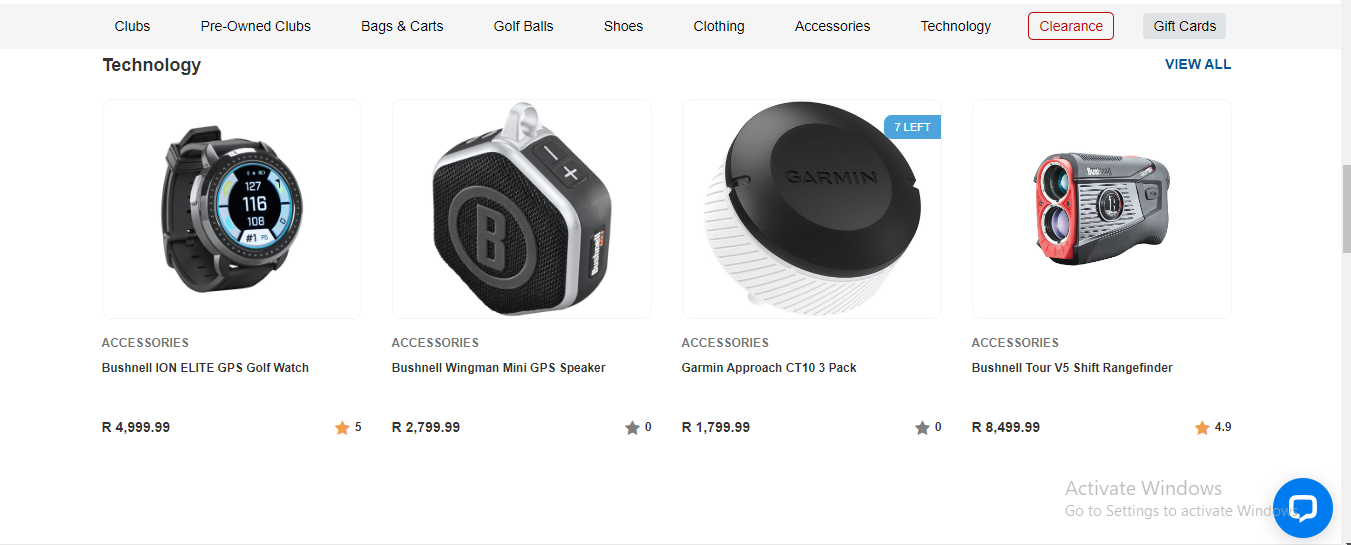 Clubs Pre-Owned Clubs Bags & Carts Golf Balls Shoes Clothing Accessories Technology Clearance Gift Cards
Technology
VIEW ALL
127
116
108
#1 P5
B
Bushnell
7 LEFT
GARMIN
Bushnell
ACCESSORIES
Bushnell ION ELITE GPS Golf Watch
R 4,999.99
5
ACCESSORIES
Bushnell Wingman Mini GPS Speaker
R 2,799.99
0
ACCESSORIES
Garmin Approach CT10 3 Pack
R 1,799.99
0
ACCESSORIES
Bushnell Tour V5 Shift Rangefinder
R 8,499.99
4.9
Activate Windows
Go to Settings to activate Windows.